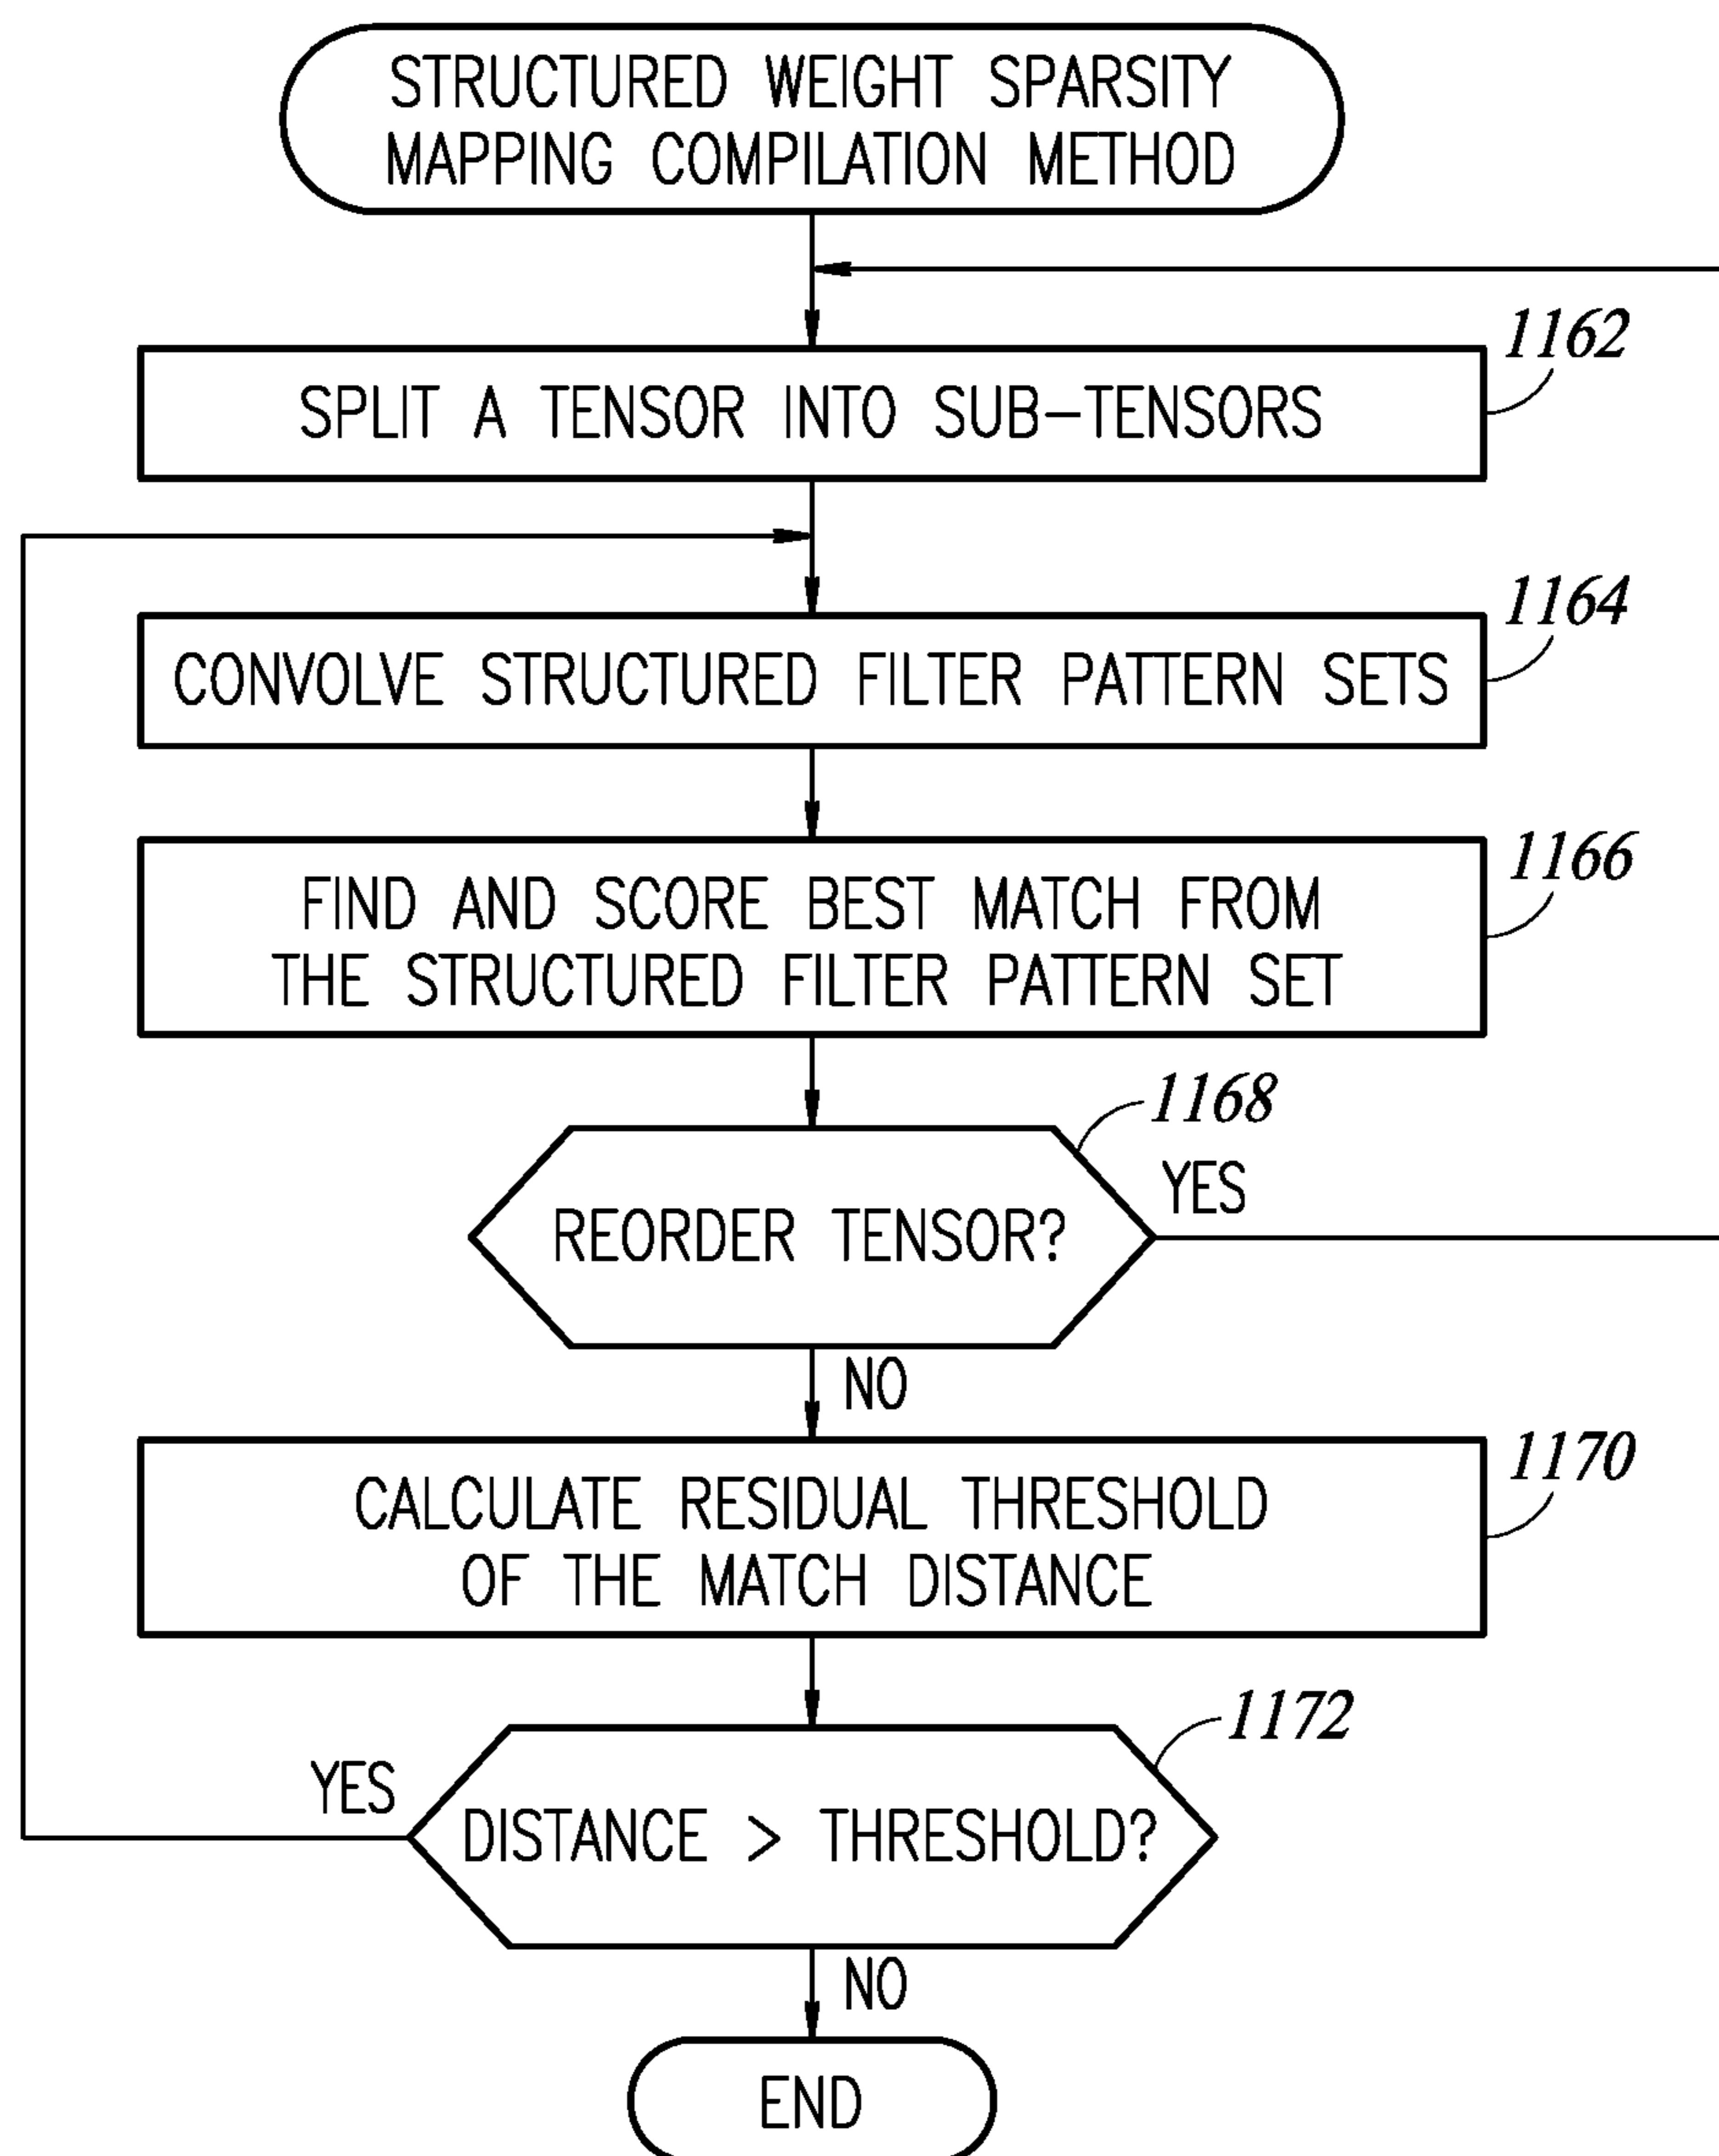 STRUCTURED WEIGHT SPARSITY
MAPPING COMPILATION METHOD
1162
SPLIT A TENSOR INTO SUB-TENSORS
1164
CONVOLVE STRUCTURED FILTER PATTERN SETS
1166
FIND AND SCORE BEST MATCH FROM
THE STRUCTURED FILTER PATTERN SET
1168
YES
REORDER TENSOR?
NO
1170
CALCULATE RESIDUAL THRESHOLD
OF THE MATCH DISTANCE
1172
YES
DISTANCE > THRESHOLD?
NO
END